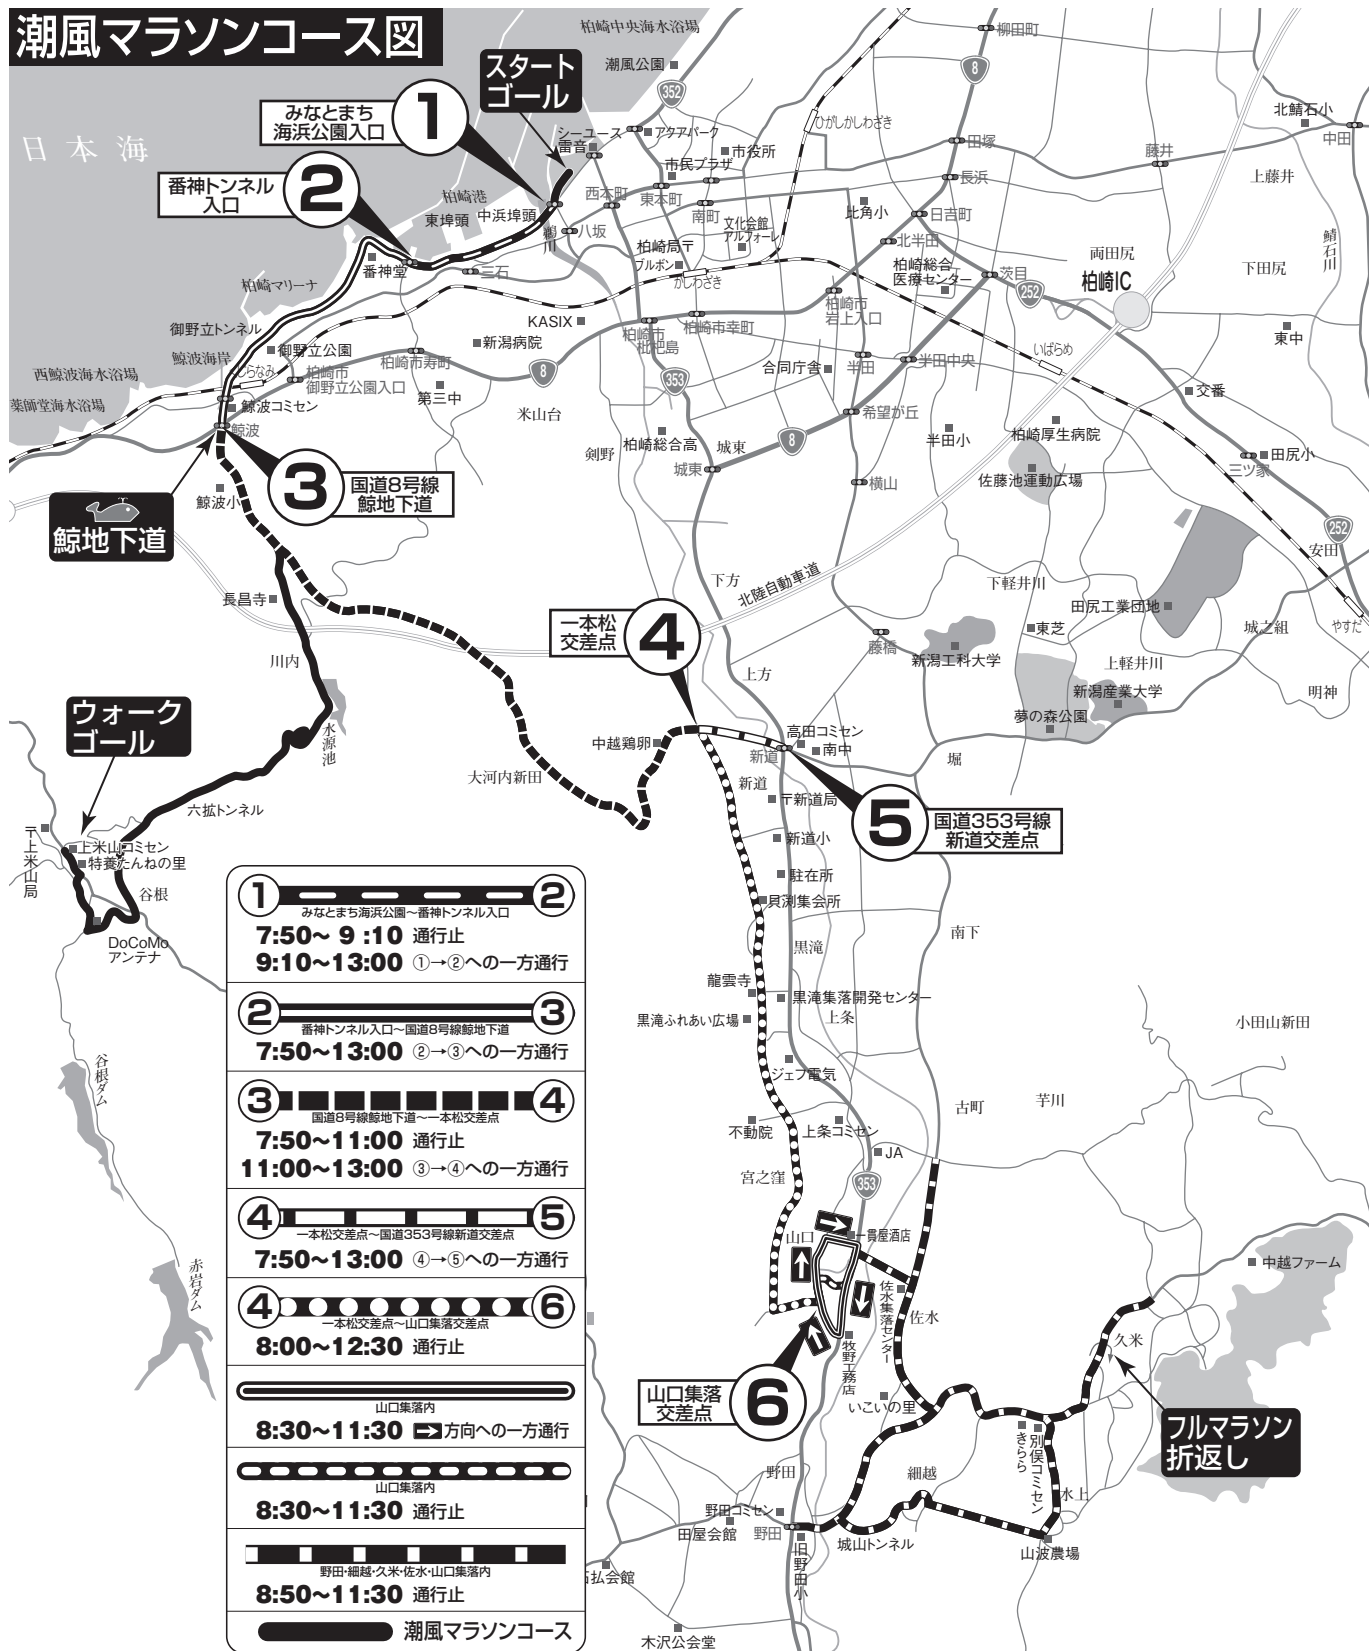 潮風マラソンコース図
スタート
ゴール
柏崎中央海水浴場
潮風公園
352
柳田町
8
北鯖石小
中田
みなとまち
海浜公園入口
1
日本海
シーユース
雷音
アクアパーク
ひがしかしわざき
市役所
市民プラザ
田塚
藤井
上藤井
番神トンネル
入口
2
柏崎港
東埠頭
中浜埠頭
西本町
東本町
南町
長浜
比角小
日吉町
鵜川
八坂
文化会館
アルフォーレ
北半田
両田尻
下田尻
鯖石川
番神堂
三石
柏崎局〒
ブルボン
かしわざき
柏崎総合
医療センター
茨目
252
柏崎IC
柏崎マリーナ
柏崎市
岩上入口
御野立トンネル
KASIX
柏崎市
枇杷島
柏崎市幸町
東中
鯨波海岸
御野立公園
新潟病院
柏崎市寿町
8
353
合同庁舎
半田
半田中央
いばらめ
西鯨波海水浴場
くじらなみ
柏崎市
御野立公園入口
第三中
交番
薬師堂海水浴場
鯨波コミセン
米山台
希望が丘
鯨波
剣野
柏崎総合高
城東
8
半田小
柏崎厚生病院
田尻小
三ツ家
城東
横山
佐藤池運動広場
3
国道8号線
鯨地下道
鯨波小
鯨地下道
252
安田
下方
北陸自動車道
下軽井川
田尻工業団地
長昌寺
一本松
交差点
4
藤橋
東芝
城之組
やすだ
川内
新潟工科大学
上軽井川
上方
新潟産業大学
明神
ウォーク
ゴール
水源池
夢の森公園
中越鶏卵
高田コミセン
新道
南中
堀
大河内新田
新道
六拡トンネル
〒新道局
5
国道353号線
新道交差点
〒上米山局
上米山コミセン
新道小
特養たんねの里
駐在所
谷根
貝渕集会所
DoCoMo
アンテナ
黒滝
南下
龍雲寺
黒滝集落開発センター
黒滝ふれあい広場
上条
小田山新田
谷根ダム
ジェフ電気
古町
芋川
不動院
上条コミセン
JA
宮之窪
353
山口
一貫屋酒店
赤岩ダム
中越ファーム
佐水集落センター
佐水
久米
牧野工務店
山口集落
交差点
6
いこいの里
フルマラソン
折返し
きらら
別俣コミセン
野田
細越
水上
野田コミセン
田屋会館
野田
城山トンネル
山波農場
旧野田小
石払会館
木沢公会堂
① ②
みなとまち海浜公園〜番神トンネル入口
7:50〜 9 :10 通行止
9:10〜13:00 ①→②への一方通行
② ③
番神トンネル入口〜国道8号線鯨地下道
7:50〜13:00 ②→③への一方通行
③ ④
国道8号線鯨地下道〜一本松交差点
7:50〜11:00 通行止
11:00〜13:00 ③→④への一方通行
④ ⑤
一本松交差点〜国道353号線新道交差点
7:50〜13:00 ④→⑤への一方通行
④ ⑥
一本松交差点〜山口集落交差点
8:00〜12:30 通行止
山口集落内
8:30〜11:30 ➡方向への一方通行
山口集落内
8:30〜11:30 通行止
野田・細越・久米・佐水・山口集落内
8:50〜11:30 通行止
潮風マラソンコース